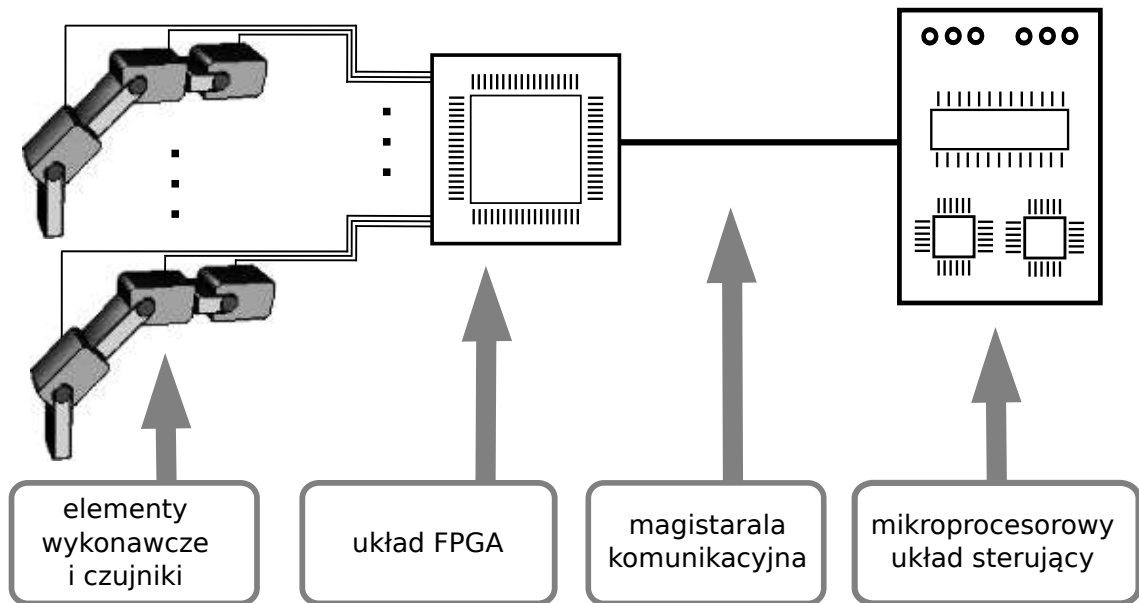 elementy
wykonawcze
i czujniki
układ FPGA
magistarala
komunikacyjna
mikroprocesorowy
układ sterujący